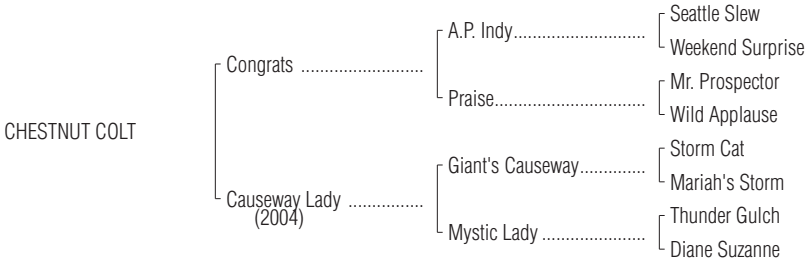 Seattle Slew
A.P. Indy..............................
Weekend Surprise
Congrats ...........................
Mr. Prospector
Praise..................................
Wild Applause
CHESTNUT COLT
Storm Cat
Giant's Causeway...............
Mariah's Storm
Causeway Lady .................
(2004)
Thunder Gulch
Mystic Lady .......................
Diane Suzanne